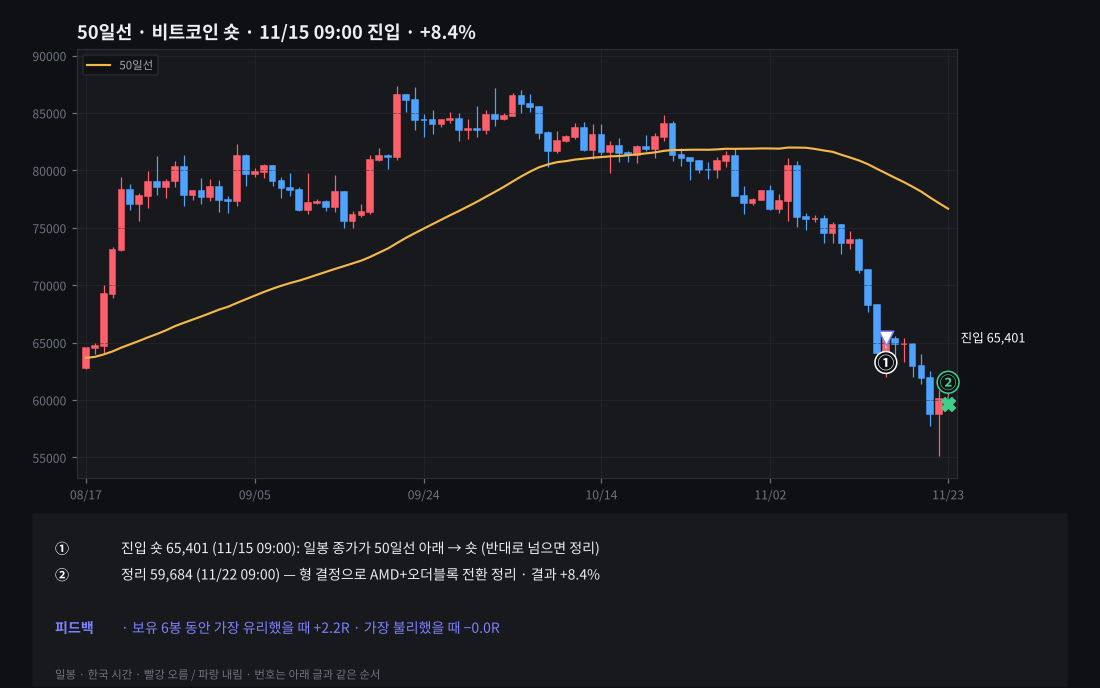 50일선 · 비트코인 숏 · 11/15 09:00 진입 · +8.4%
50일선
90000
85000
80000
75000
70000
65000
60000
55000
진입 65,401
①
②
08/17
09/05
09/24
10/14
11/02
11/23
① 진입 숏 65,401 (11/15 09:00): 일봉 종가가 50일선 아래 → 숏 (반대로 넘으면 정리)
② 정리 59,684 (11/22 09:00) — 형 결정으로 AMD+오더블록 전환 정리 · 결과 +8.4%
피드백 · 보유 6봉 동안 가장 유리했을 때 +2.2R · 가장 불리했을 때 −0.0R
일봉 · 한국 시간 · 빨강 오름 / 파랑 내림 · 번호는 아래 글과 같은 순서